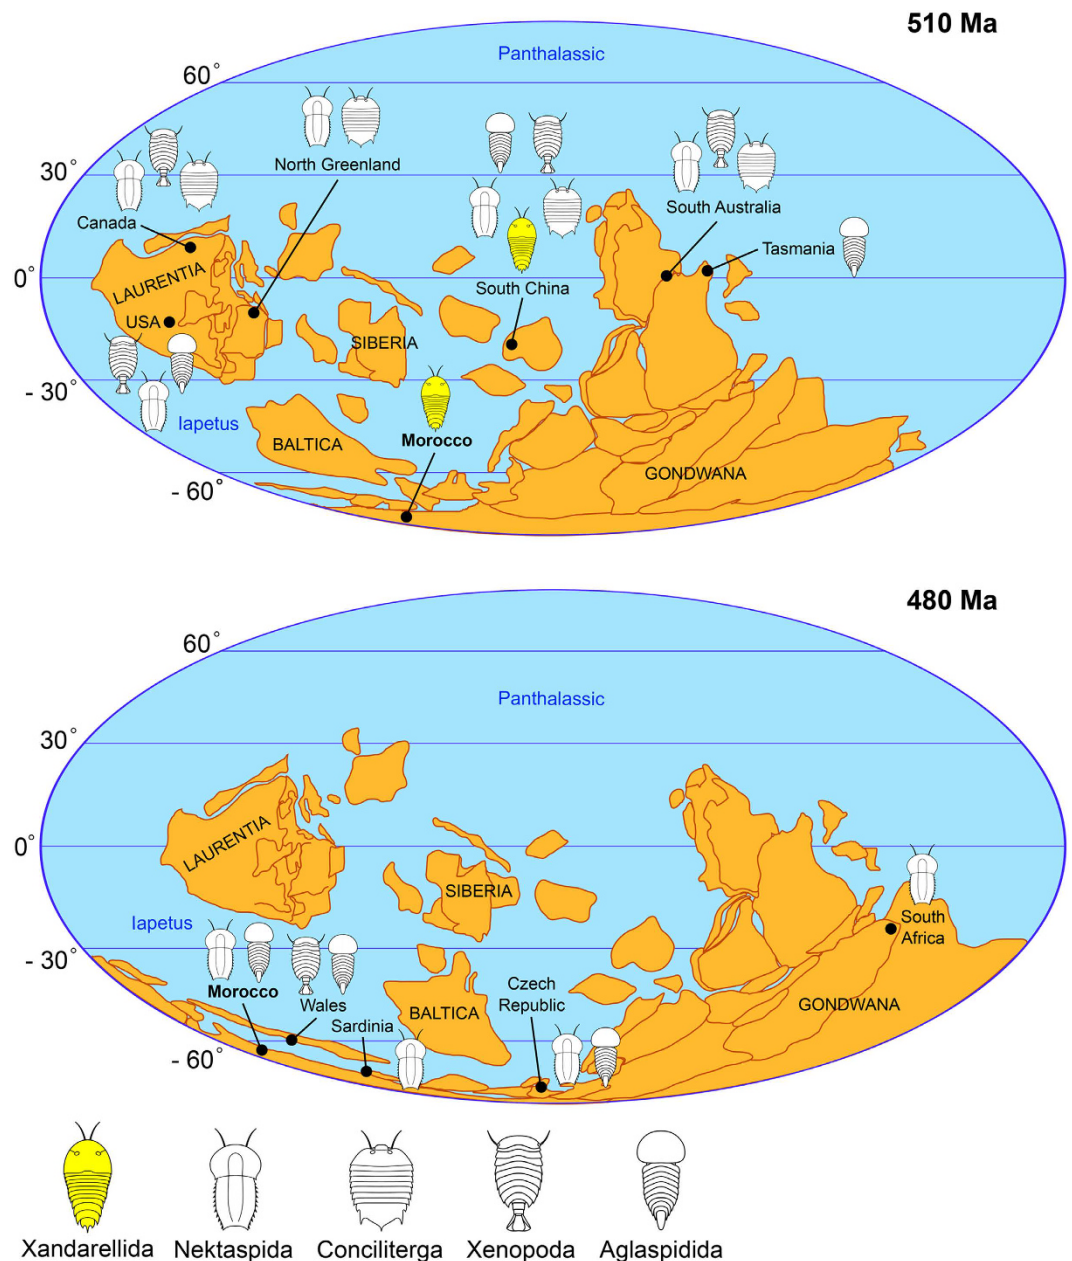 510 Ma
Panthalassic
60°
30°
0°
- 30°
- 60°
North Greenland
Canada
LAURENTIA
USA
South Australia
Tasmania
South China
SIBERIA
Iapetus
BALTICA
Morocco
GONDWANA
480 Ma
60°
Panthalassic
30°
0°
- 30°
- 60°
LAURENTIA
SIBERIA
Iapetus
South
Africa
Morocco
Wales
Sardinia
BALTICA
Czech
Republic
GONDWANA
Xandarellida
Nektaspida
Conciliterga
Xenopoda
Aglaspidida